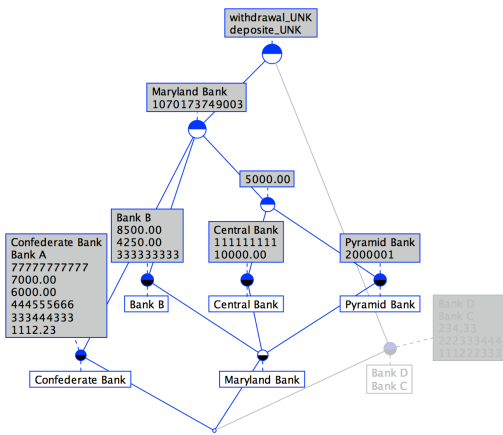 withdrawal_UNK
deposite_UNK
Maryland Bank
1070173749003
5000.00
Bank B
8500.00
4250.00
333333333
Central Bank
111111111
10000.00
Pyramid Bank
2000001
Confederate Bank
Bank A
77777777777
7000.00
6000.00
444555666
333444333
1112.23
Bank B
Central Bank
Pyramid Bank
Bank D
Bank C
234.33
222333444
111222333
Confederate Bank
Maryland Bank
Bank D
Bank C